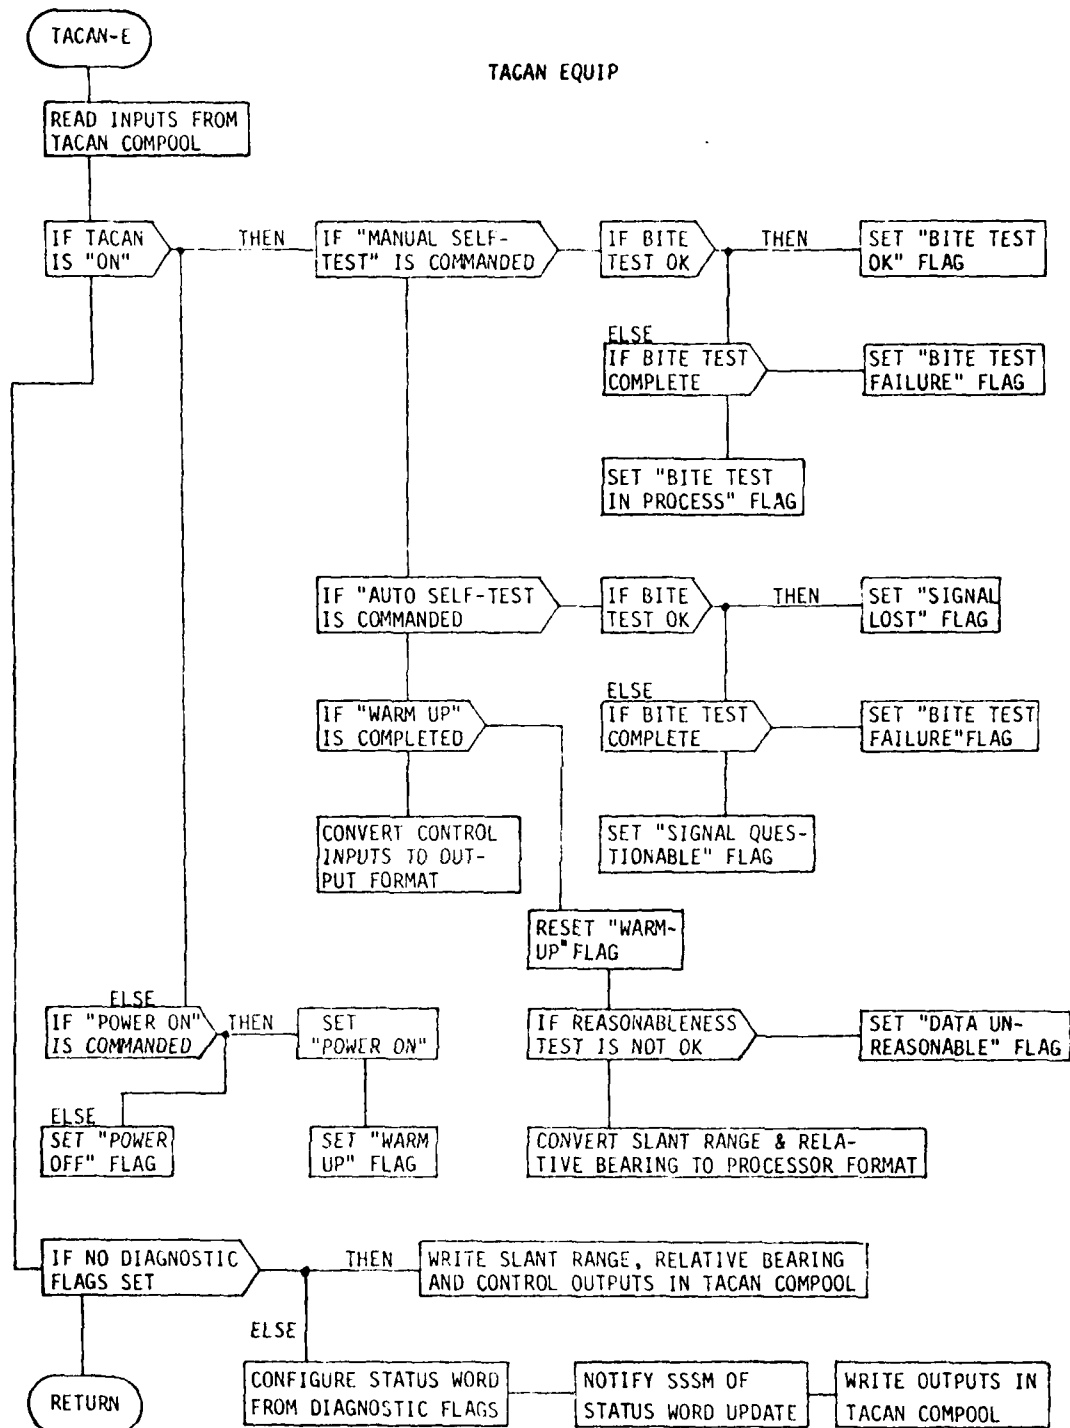 TACAN-E
TACAN EQUIP
READ INPUTS FROM
TACAN COMPOOL
IF TACAN
IS "ON"
THEN
IF "MANUAL SELF-
TEST" IS COMMANDED
IF BITE
TEST OK
THEN
SET "BITE TEST
OK" FLAG
ELSE
IF BITE TEST
COMPLETE
SET "BITE TEST
FAILURE" FLAG
SET "BITE TEST
IN PROCESS" FLAG
IF "AUTO SELF-TEST
IS COMMANDED
IF BITE
TEST OK
THEN
SET "SIGNAL
LOST" FLAG
ELSE
IF BITE TEST
COMPLETE
SET "BITE TEST
FAILURE"FLAG
SET "SIGNAL QUES-
TIONABLE" FLAG
IF "WARM UP"
IS COMPLETED
CONVERT CONTROL
INPUTS TO OUT-
PUT FORMAT
RESET "WARM-
UP" FLAG
ELSE
IF "POWER ON"
IS COMMANDED
THEN
SET
"POWER ON"
IF REASONABLENESS
TEST IS NOT OK
SET "DATA UN-
REASONABLE" FLAG
ELSE
SET "POWER
OFF" FLAG
SET "WARM
UP" FLAG
CONVERT SLANT RANGE & RELA-
TIVE BEARING TO PROCESSOR FORMAT
IF NO DIAGNOSTIC
FLAGS SET
THEN
WRITE SLANT RANGE, RELATIVE BEARING
AND CONTROL OUTPUTS IN TACAN COMPOOL
ELSE
CONFIGURE STATUS WORD
FROM DIAGNOSTIC FLAGS
NOTIFY SSSM OF
STATUS WORD UPDATE
WRITE OUTPUTS IN
TACAN COMPOOL
RETURN